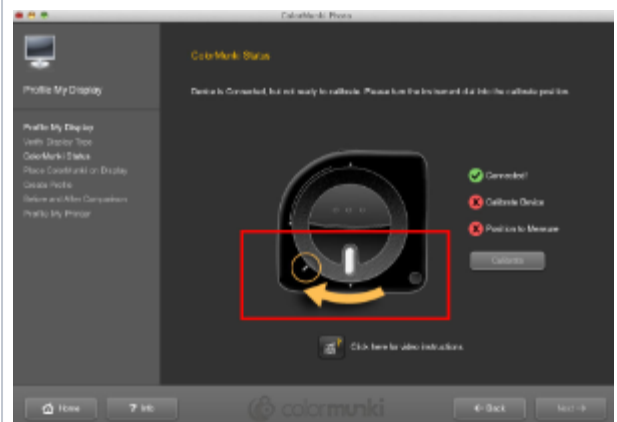 ColorMunki Photo
Profile My Display
ColorMunki Status
Device is Connected, but not ready to calibrate. Please turn the instrument dial into the calibrate position.
Profile My Display
Verify Display Type
ColorMunki Status
Place ColorMunki on Display
Create Profile
Before and After Comparison
Profile My Printer
Connected!
Calibrate Device
Position to Measure
Calibrate
Click here for video instructions.
Home
? Info
colormunki
Back
Next